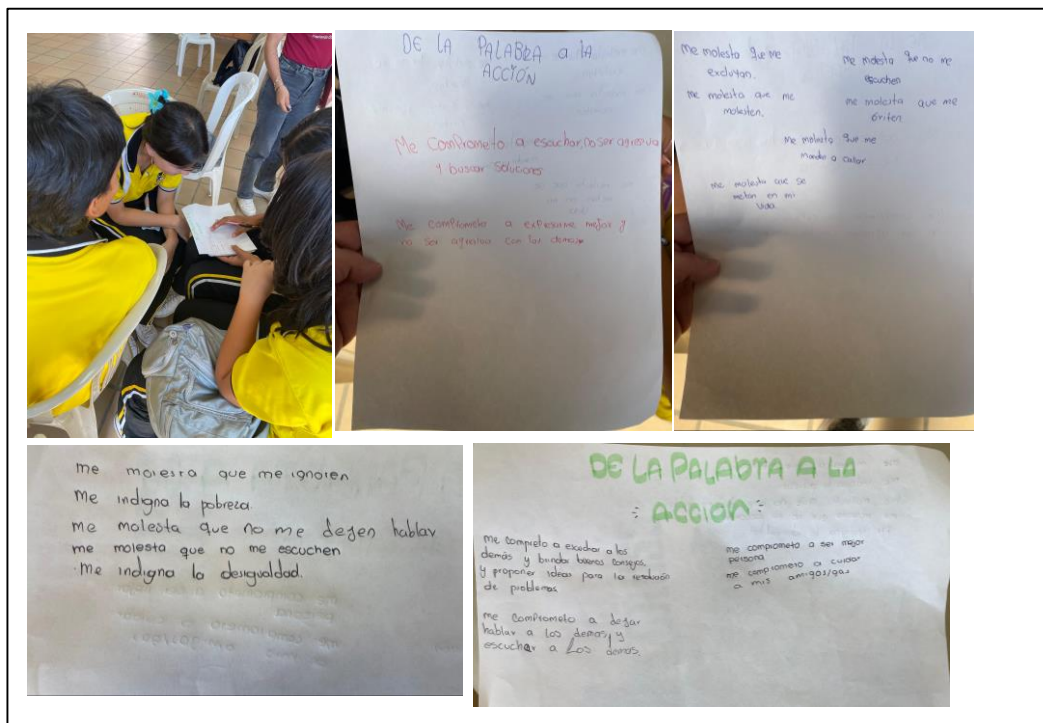 DE LA PALABRA a la
ACCIÓN
Me comprometo a escuchar, no ser agresiva
y buscar soluciones
Me comprometo a expresarme mejor y
no ser agresiva con los demas
me molesta que me
excluyan.
me molesta que me
molesten.
me molesta que no me
escuchen
me molesta que me
griten
me molesta que me
mande a callar
me molesta que se
metan en mi
vida.
me molesta que me ignoren
Me indigna la pobreza.
me molesta que no me dejen hablar
me molesta que no me escuchen
Me indigna la desigualdad.
DE LA PALABRA A LA
ACCION
me comprometo a escuchar a los
demás y brindar buenos consejos,
y proponer ideas para la resolución
de problemas
me comprometo a dejar
hablar a los demas, y
escuchar a Los demas.
me comprometo a ser mejor
persona
me comprometo a cuidar
a mis amigos/gas